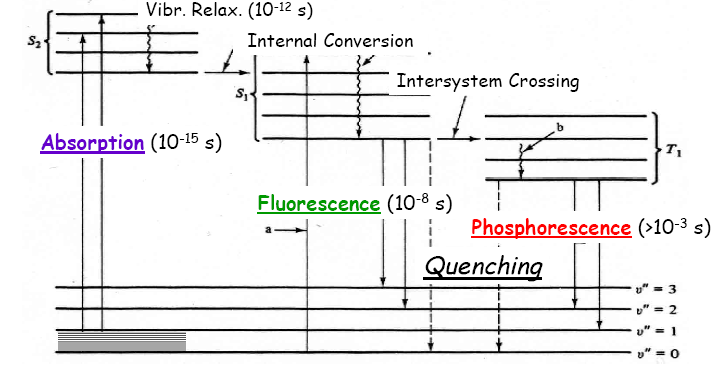 Vibr. Relax. (10-12 s)
S2
Internal Conversion
Intersystem Crossing
S1
b
T1
Absorption (10-15 s)
Fluorescence (10-8 s)
a
Phosphorescence (>10-3 s)
Quenching
υ" = 3
υ" = 2
υ" = 1
υ" = 0